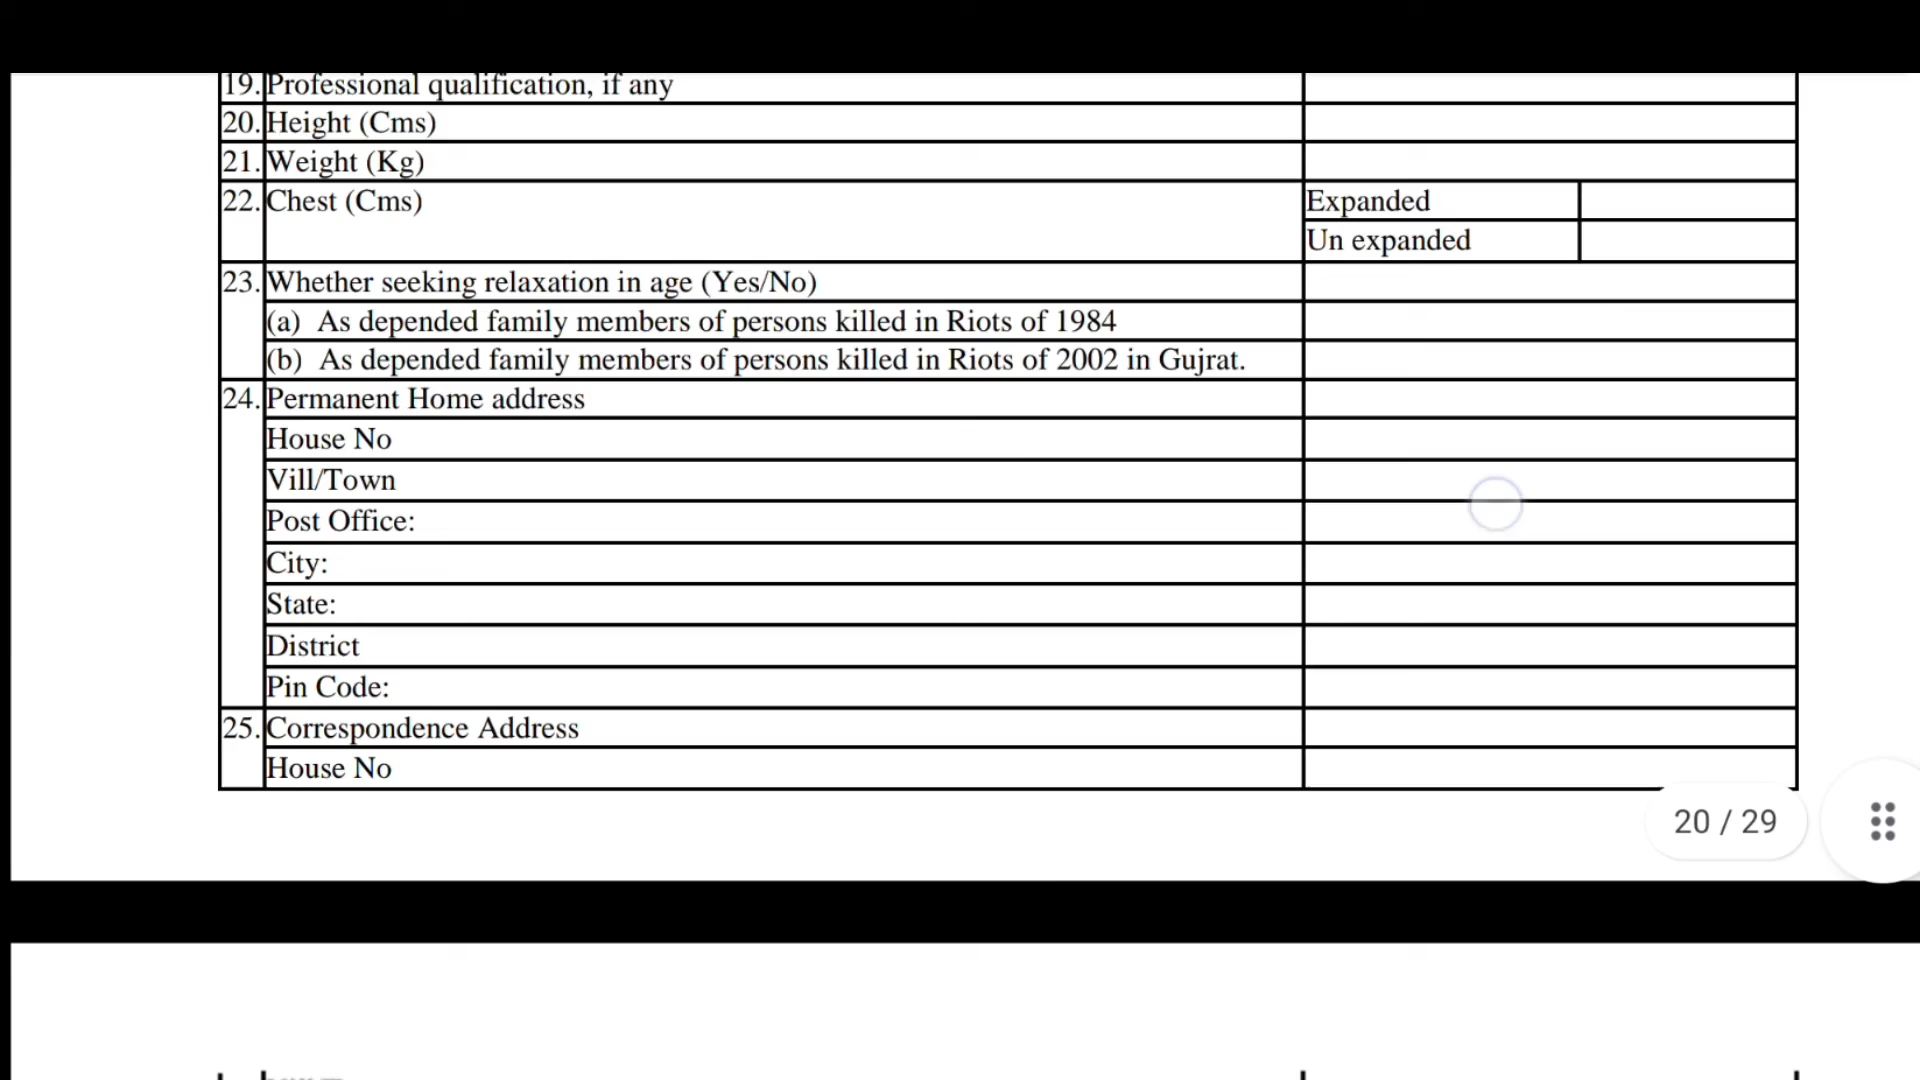 19. Professional qualification, if any
20. Height (Cms)
21. Weight (Kg)
22. Chest (Cms) Expanded
Un expanded
23. Whether seeking relaxation in age (Yes/No)
(a) As depended family members of persons killed in Riots of 1984
(b) As depended family members of persons killed in Riots of 2002 in Gujrat.
24. Permanent Home address
House No
Vill/Town
Post Office:
City:
State:
District
Pin Code:
25. Correspondence Address
House No
20 / 29